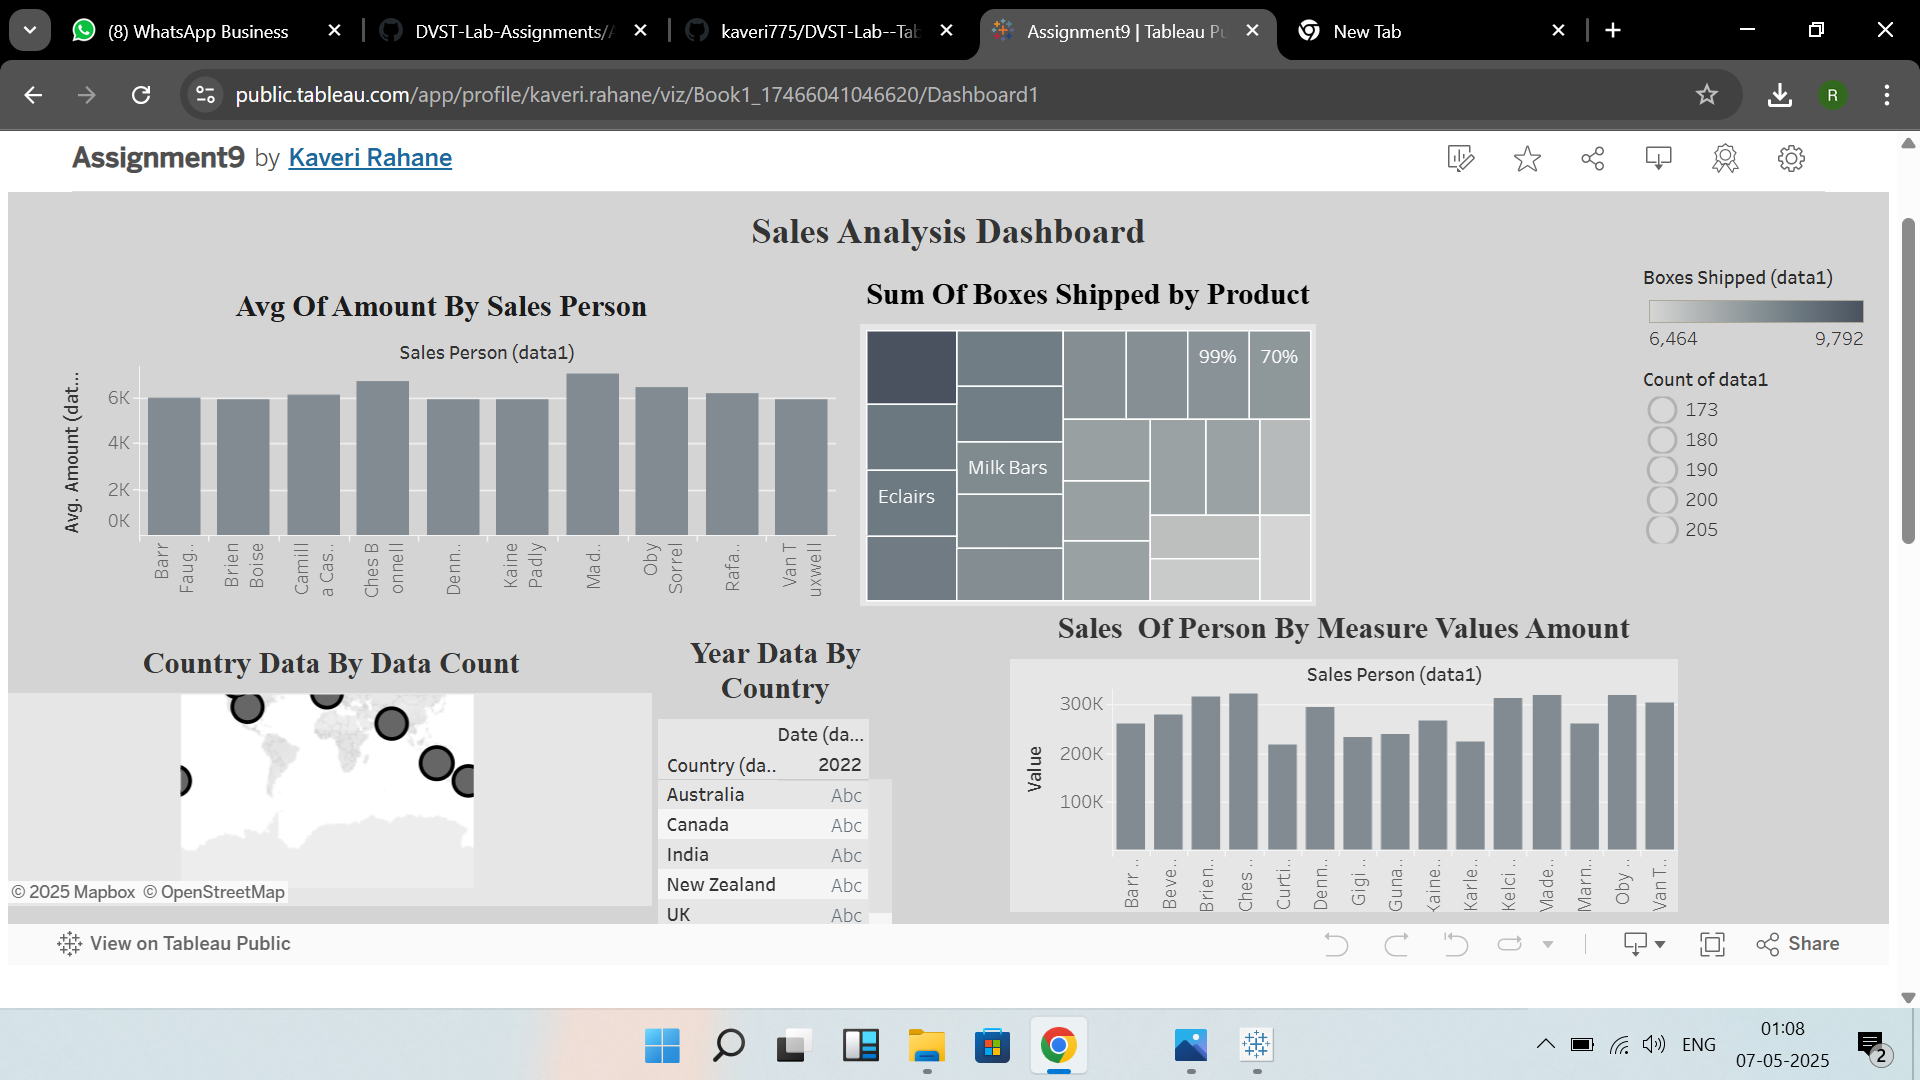 (8) WhatsApp Business
DVST-Lab-Assignments/
kaveri775/DVST-Lab--Tab
Assignment9 | Tableau Pu
New Tab
public.tableau.com/app/profile/kaveri.rahane/viz/Book1_17466041046620/Dashboard1
R
Assignment9 by Kaveri Rahane
Sales Analysis Dashboard
Avg Of Amount By Sales Person
Sales Person (data1)
Avg. Amount (dat...
6K
4K
2K
0K
Barr Faug..
Brien Boise
Camill a Cas..
Ches B onnell
Denn..
Kaine Padly
Mad..
Oby Sorrel
Rafa..
Van T uxwell
Sum Of Boxes Shipped by Product
99%
70%
Milk Bars
Eclairs
Boxes Shipped (data1)
6,464 9,792
Count of data1
173
180
190
200
205
Country Data By Data Count
© 2025 Mapbox © OpenStreetMap
Year Data By
Country
Date (da...
Country (da.. 2022
Australia Abc
Canada Abc
India Abc
New Zealand Abc
UK Abc
Sales Of Person By Measure Values Amount
Sales Person (data1)
Value
300K
200K
100K
Barr ..
Beve..
Brien..
Ches ..
Curti..
Denn..
Gigi ..
Guna..
Kaine..
Karle..
Kelci ..
Made..
Marn..
Oby ..
Van T..
View on Tableau Public
Share
ENG
01:08
07-05-2025
2